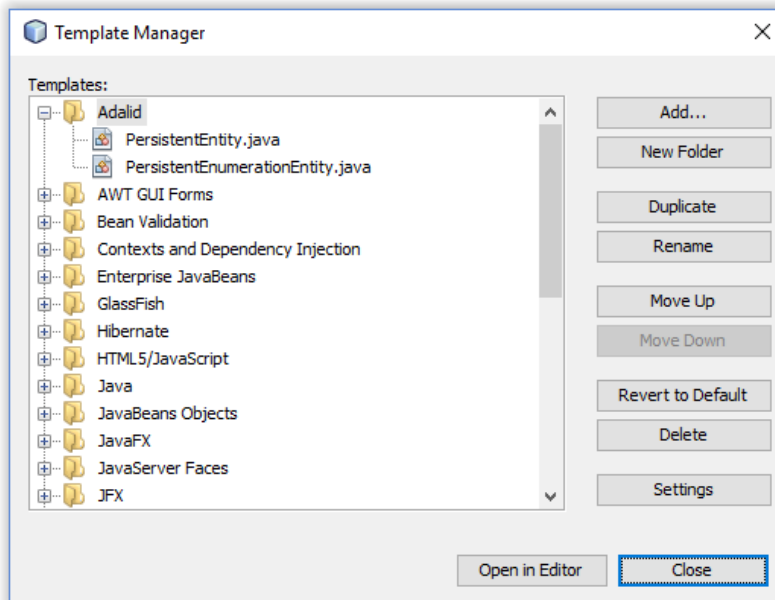 Template Manager
Templates:
Adalid
PersistentEntity.java
PersistentEnumerationEntity.java
AWT GUI Forms
Bean Validation
Contexts and Dependency Injection
Enterprise JavaBeans
GlassFish
Hibernate
HTML5/JavaScript
Java
JavaBeans Objects
JavaFX
JavaServer Faces
JFX
Add...
New Folder
Duplicate
Rename
Move Up
Move Down
Revert to Default
Delete
Settings
Open in Editor
Close